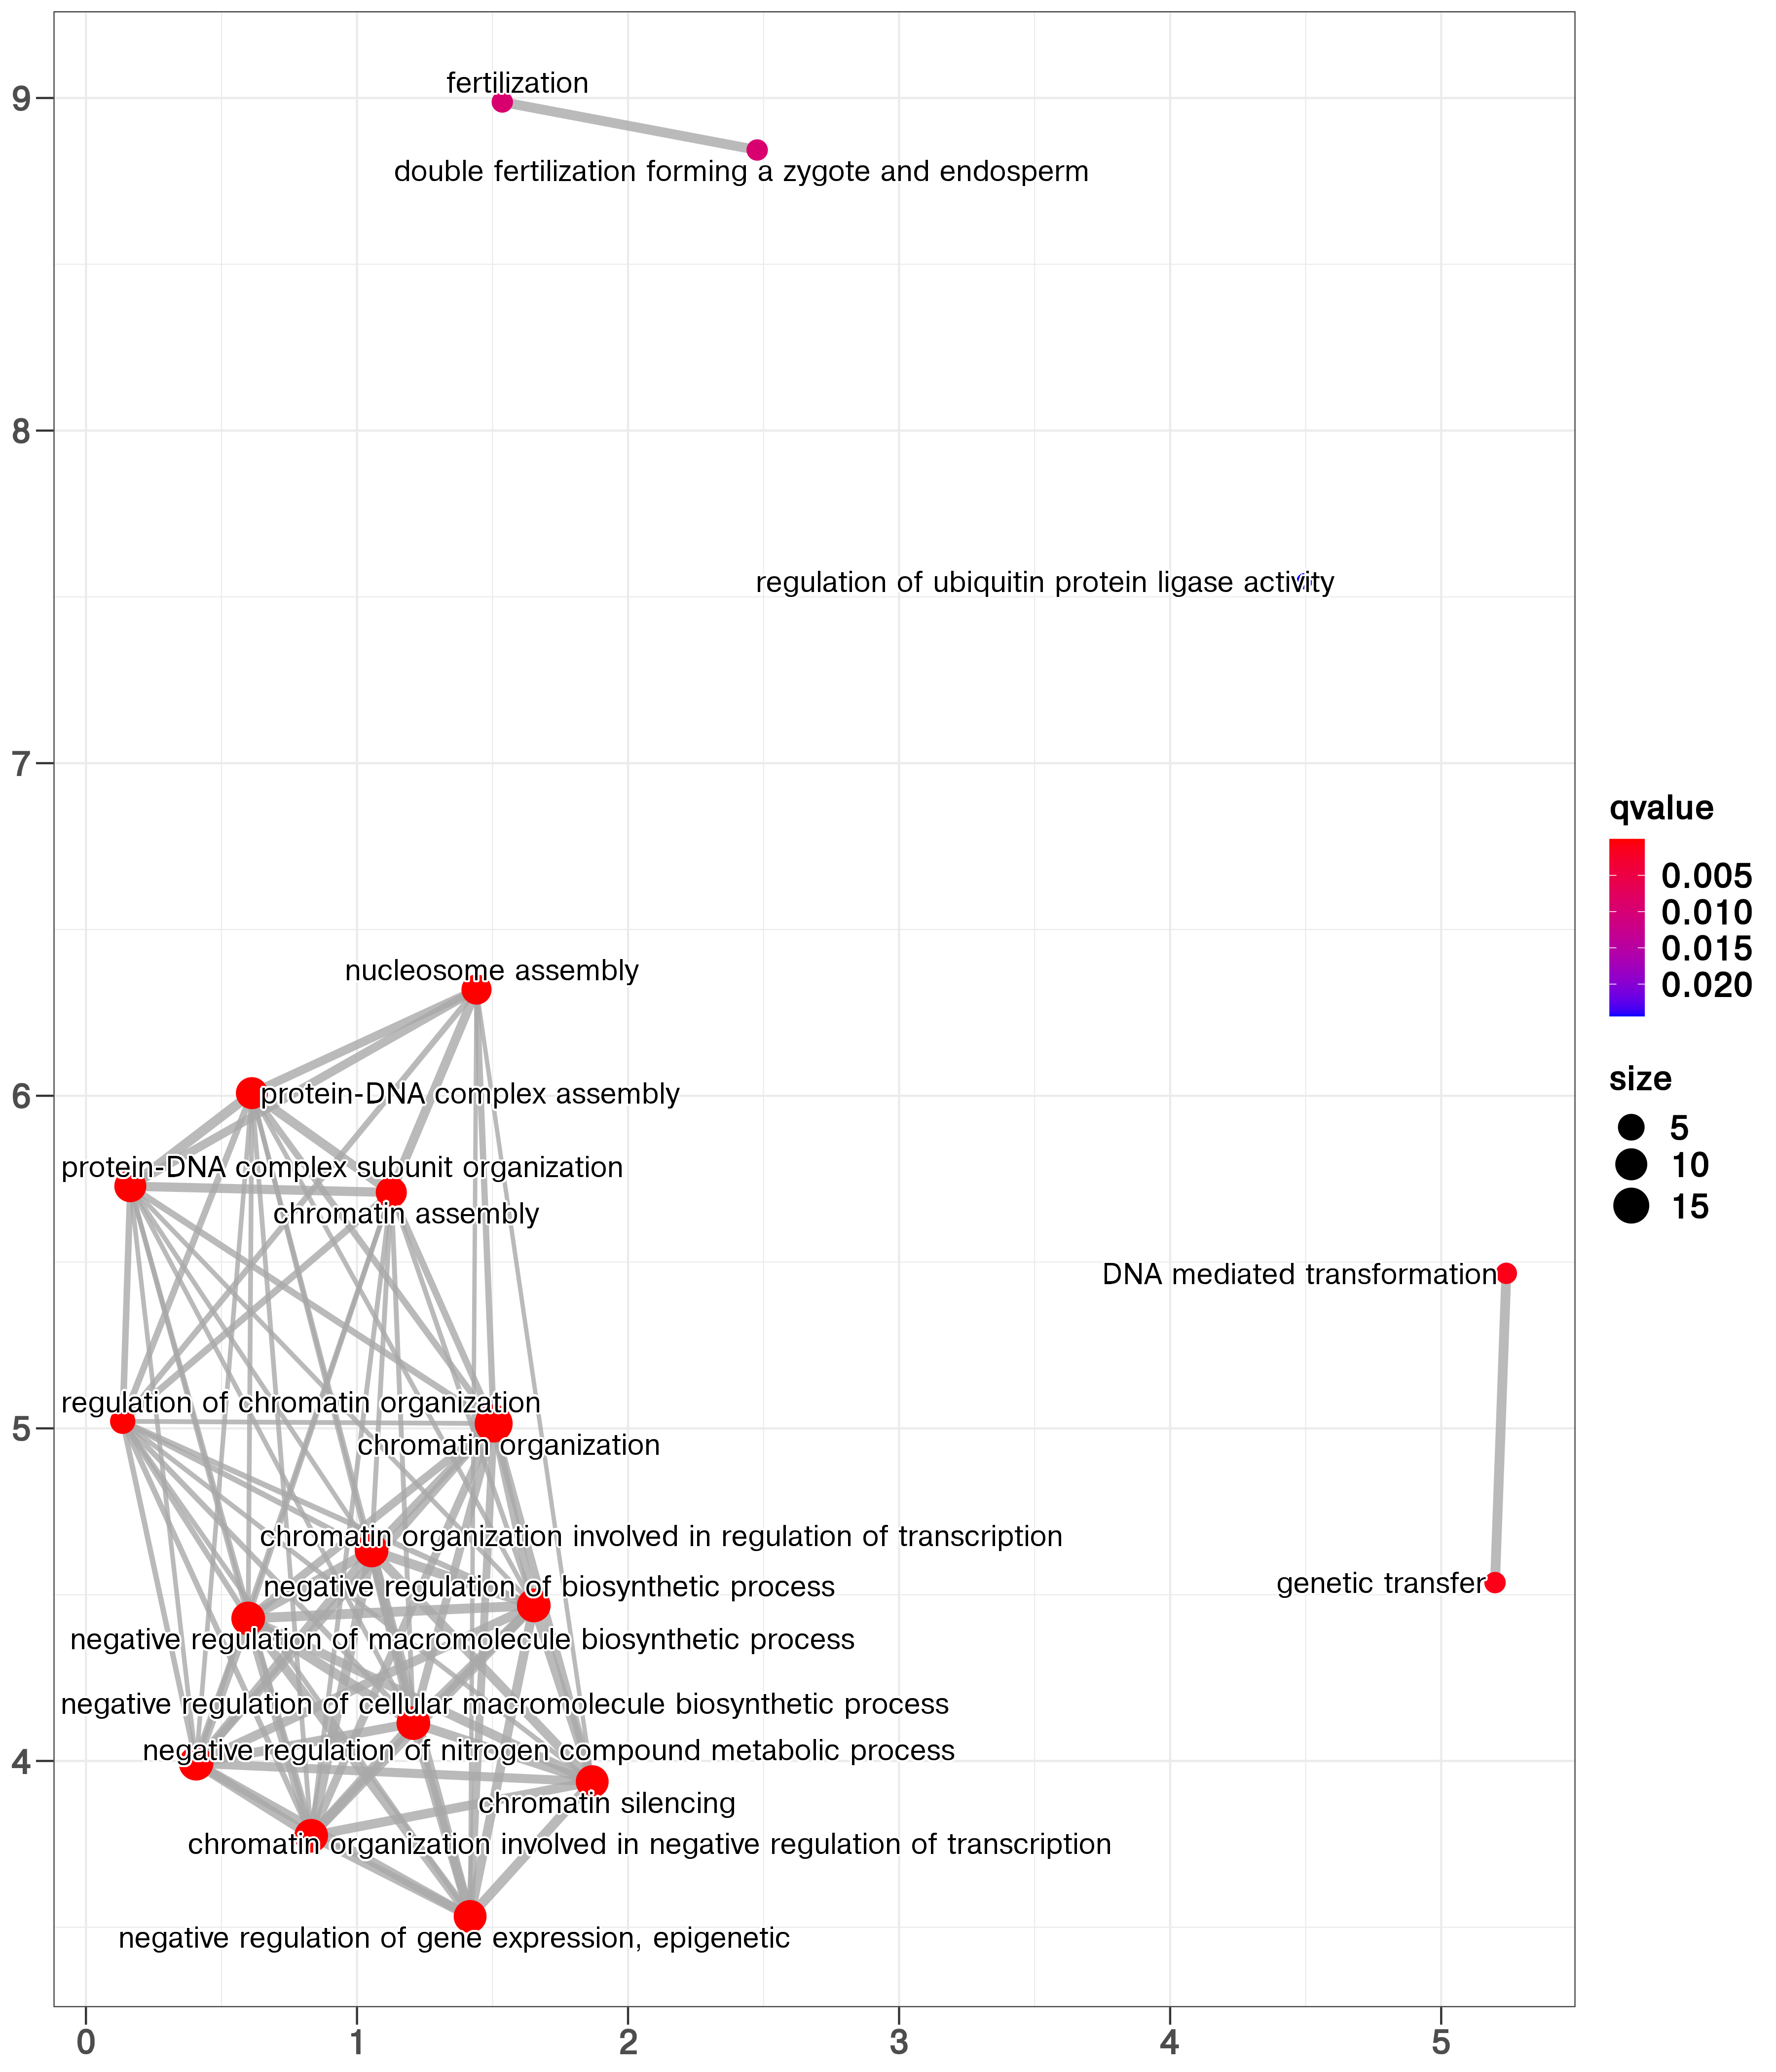 fertilization
double fertilization forming a zygote and endosperm
regulation of ubiquitin protein ligase activity
nucleosome assembly
protein-DNA complex assembly
protein-DNA complex subunit organization
chromatin assembly
DNA mediated transformation
regulation of chromatin organization
chromatin organization
chromatin organization involved in regulation of transcription
genetic transfer
negative regulation of biosynthetic process
negative regulation of macromolecule biosynthetic process
negative regulation of cellular macromolecule biosynthetic process
negative regulation of nitrogen compound metabolic process
chromatin silencing
chromatin organization involved in negative regulation of transcription
negative regulation of gene expression, epigenetic
9
8
7
6
5
4
0
1
2
3
4
5
qvalue
0.005
0.010
0.015
0.020
size
5
10
15